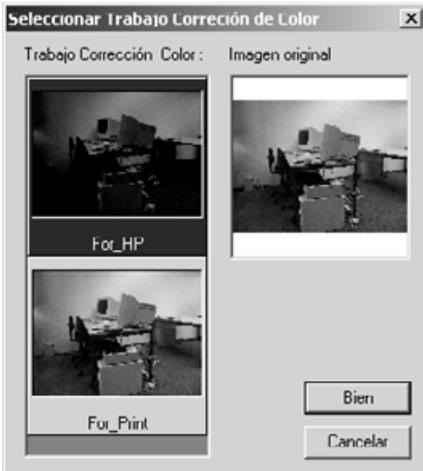 Seleccionar Trabajo Correción de Color
Trabajo Corrección Color :
Imagen original
For_HP
For_Print
Bien
Cancelar